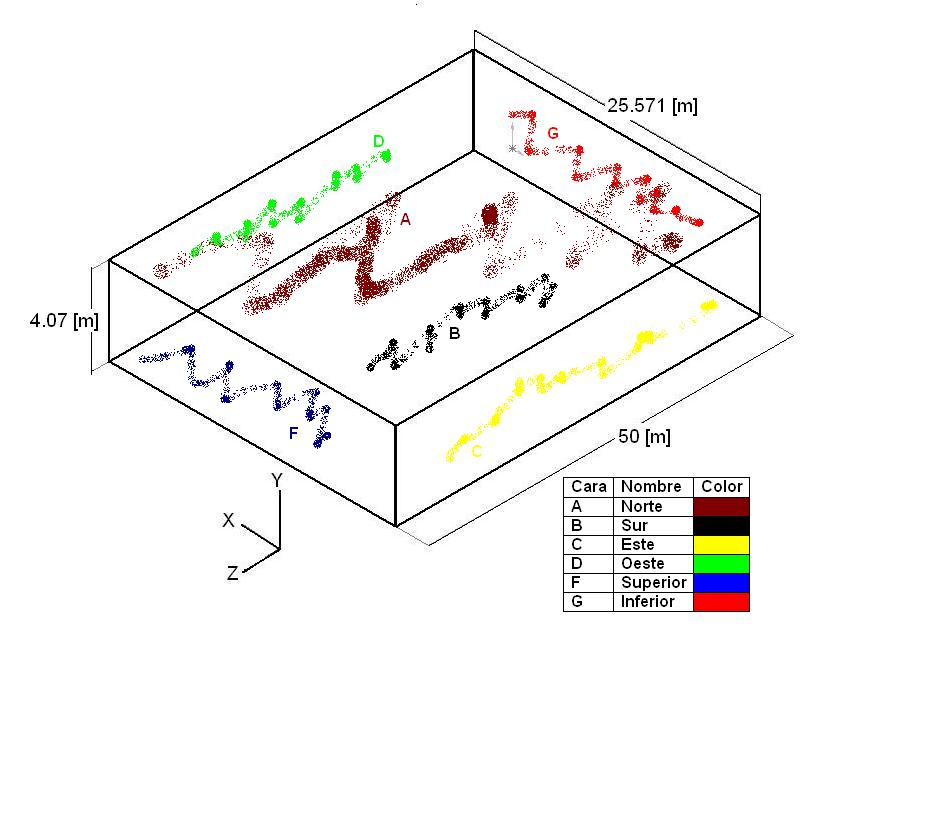 25.571 [m]
G
D
A
4.07 [m]
B
F
C
50 [m]
Y
X
Z
Cara Nombre Color
A Norte
B Sur
C Este
D Oeste
F Superior
G Inferior